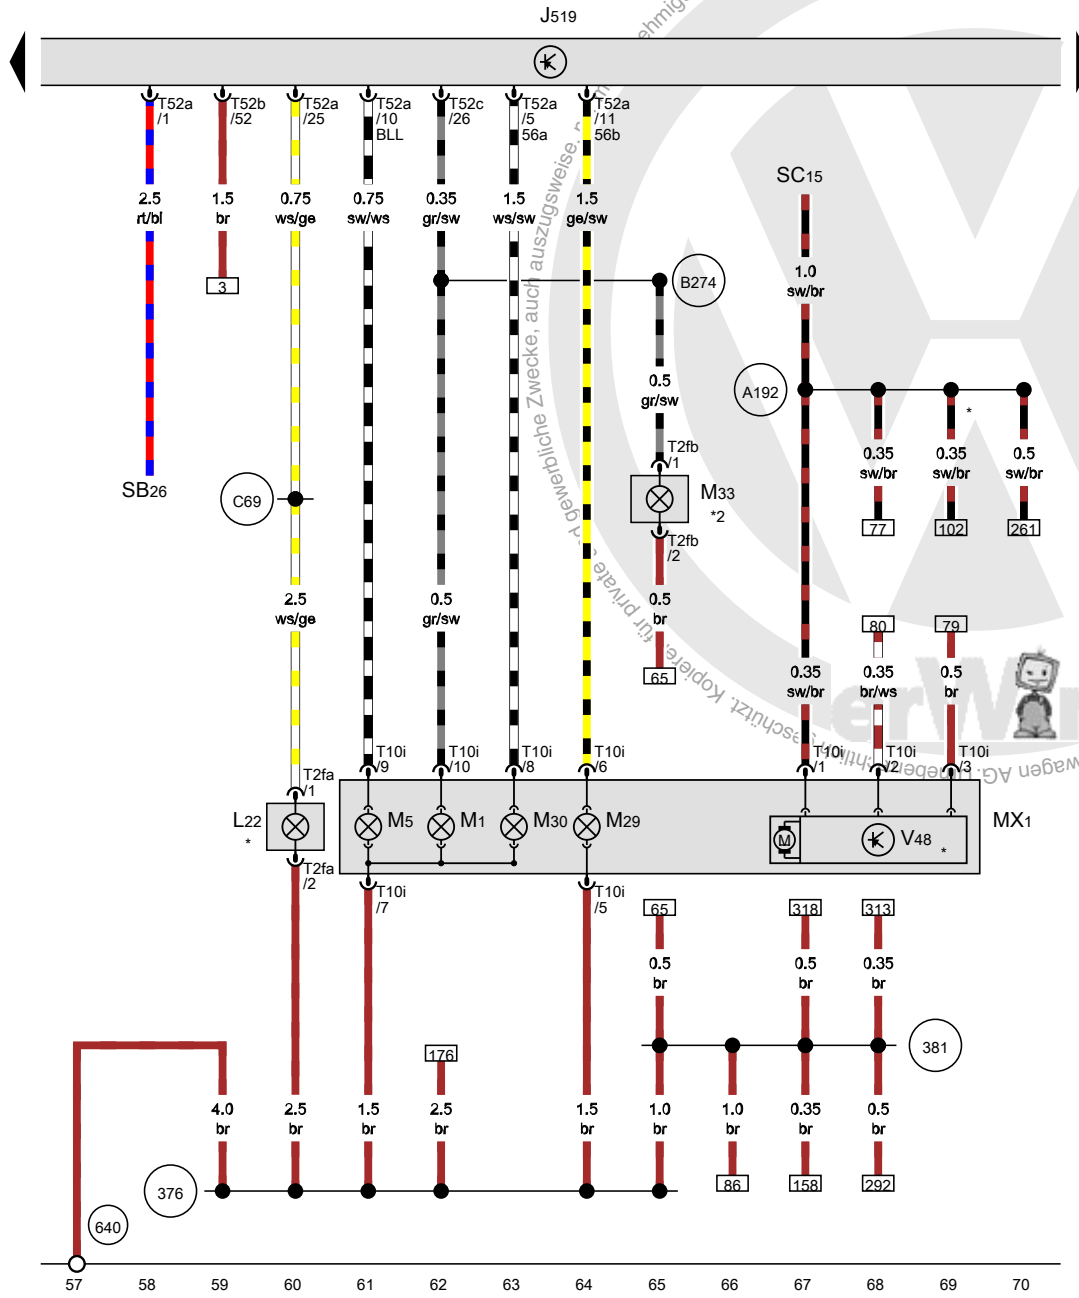 J519
T52a
/1
T52b
/52
T52a
/25
T52a
/10
BLL
T52c
/26
T52a
/5
56a
T52a
/11
56b
SC15
2.5
rt/bl
1.5
br
0.75
ws/ge
0.75
sw/ws
0.35
gr/sw
1.5
ws/sw
1.5
ge/sw
3
B274
1.0
sw/br
0.5
gr/sw
A192
*
T2fb
/1
0.35
sw/br
0.35
sw/br
0.5
sw/br
SB26
C69
M33
*2
77
102
261
T2fb
/2
2.5
ws/ge
0.5
gr/sw
0.5
br
80
79
65
0.35
sw/br
0.35
br/ws
0.5
br
T10i
/9
T10i
/10
T10i
/8
T10i
/6
T10i
/1
T10i
/2
T10i
/3
T2fa
/1
L22
*
M5
M1
M30
M29
M
V48
*
MX1
T2fa
/2
T10i
/7
T10i
/5
65
318
313
0.5
br
0.5
br
0.35
br
381
176
4.0
br
2.5
br
1.5
br
2.5
br
1.5
br
1.0
br
1.0
br
0.35
br
0.5
br
86
158
292
376
640
57 58 59 60 61 62 63 64 65 66 67 68 69 70
Zwecke, auch auszugsweise,
gewerbliche
für private
Kopieren
wagen AG.